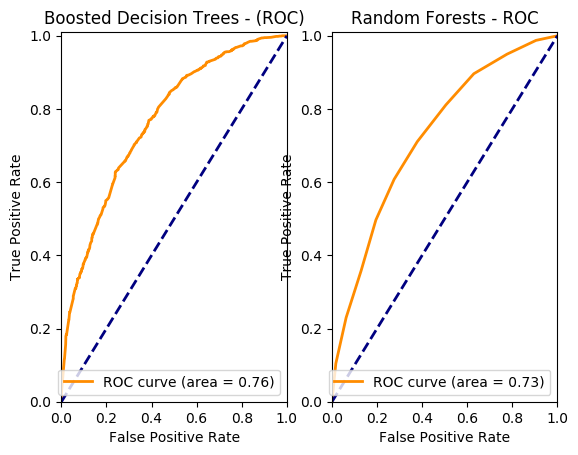 Boosted Decision Trees - (ROC)
True Positive Rate
1.0
0.8
0.6
0.4
0.2
0.0
ROC curve (area = 0.76)
0.0 0.2 0.4 0.6 0.8 1.0
False Positive Rate
Random Forests - ROC
True Positive Rate
1.0
0.8
0.6
0.4
0.2
0.0
ROC curve (area = 0.73)
0.0 0.2 0.4 0.6 0.8 1.0
False Positive Rate